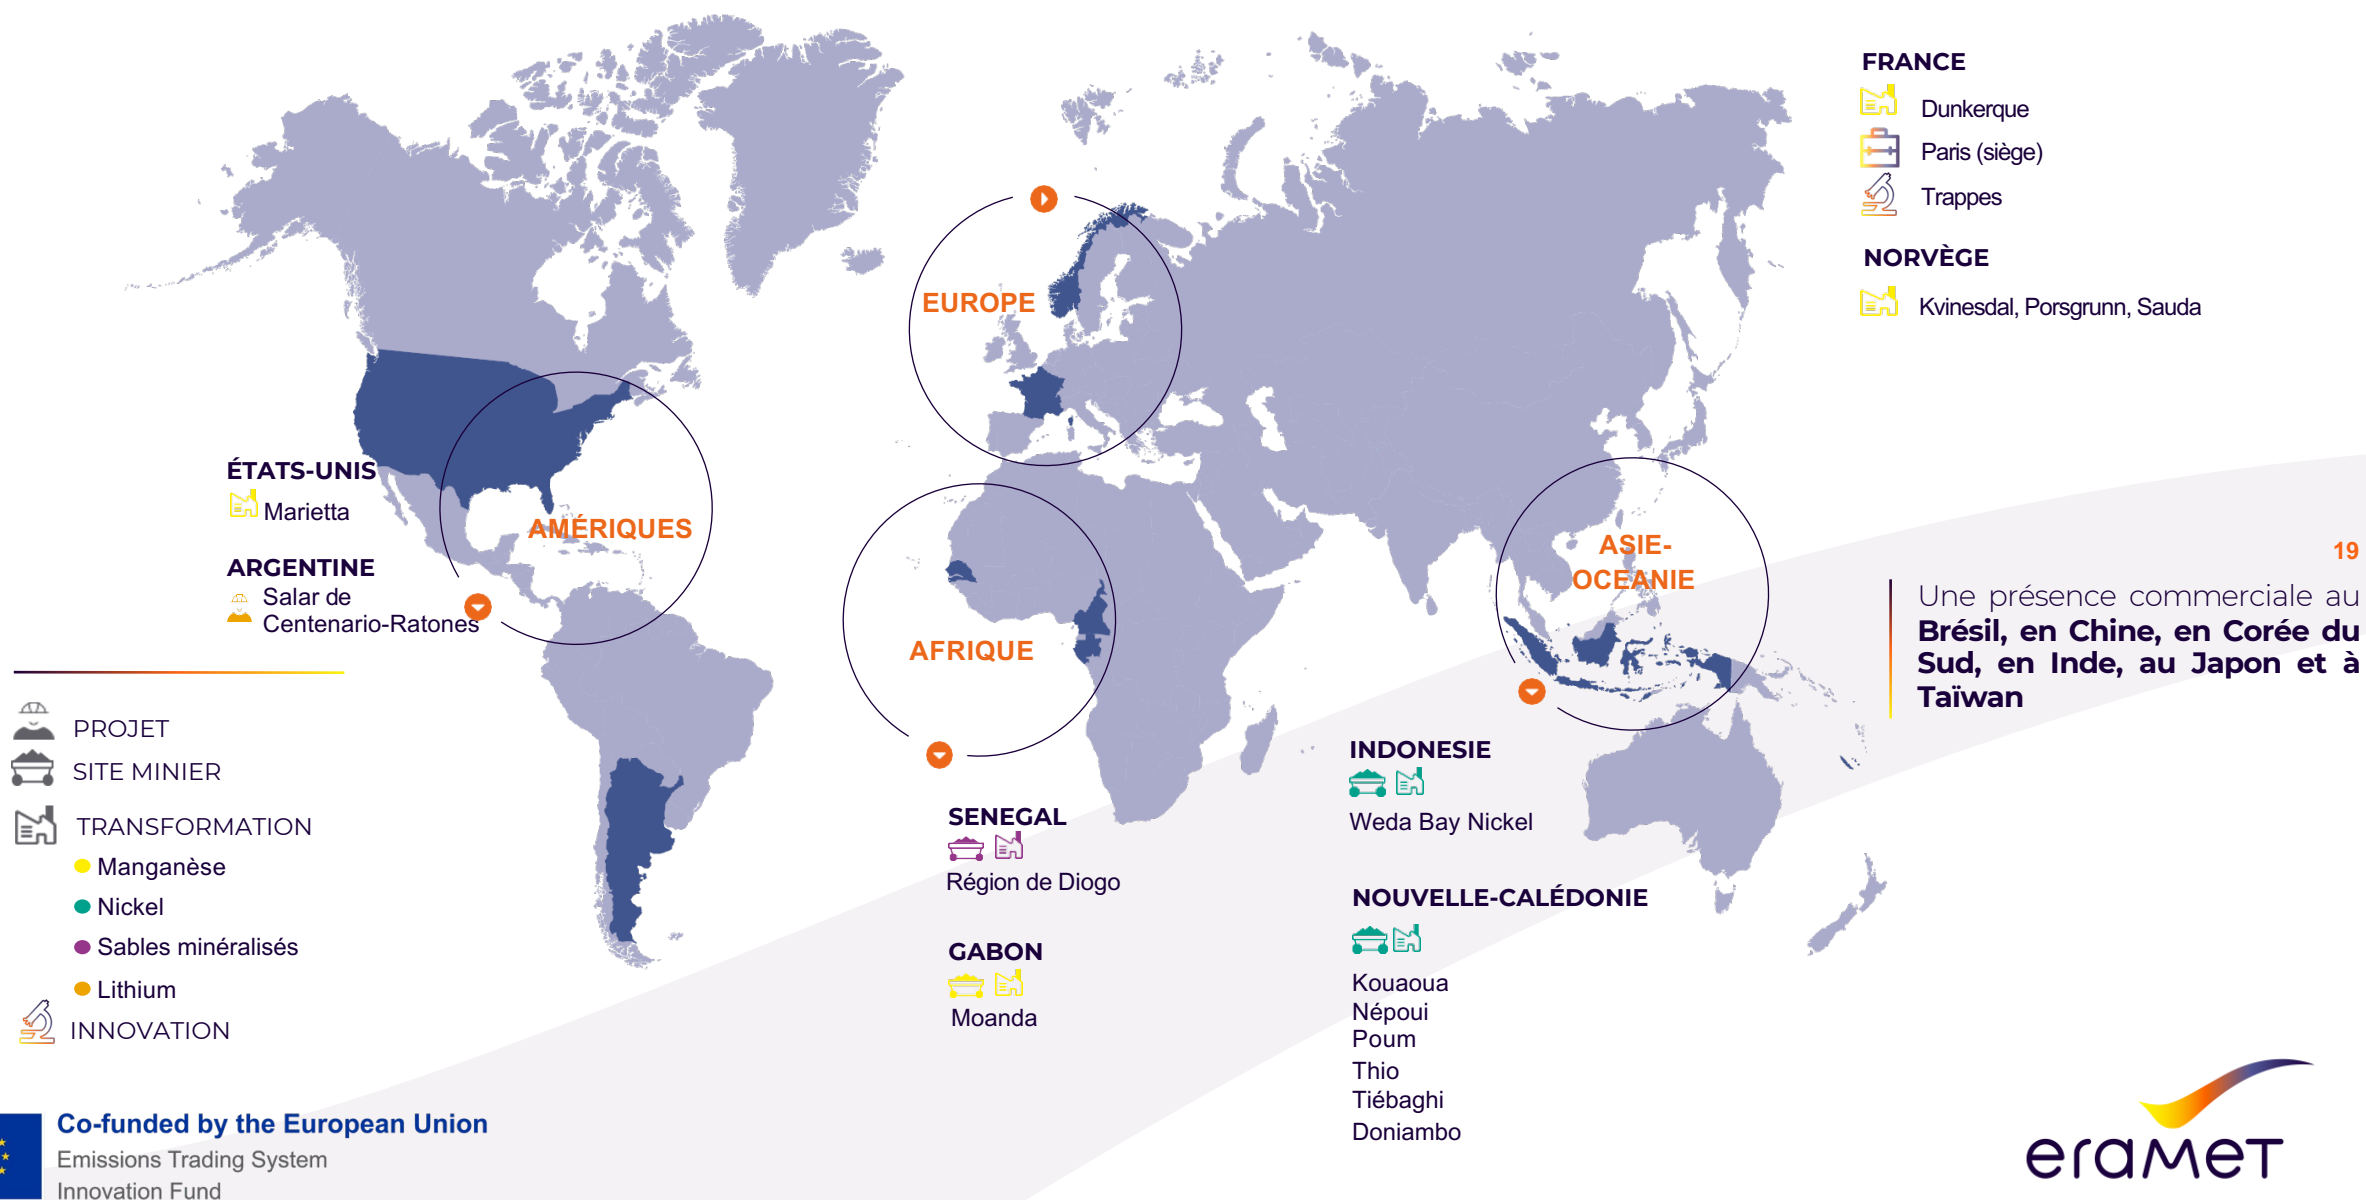 FRANCE
Dunkerque
Paris (siège)
Trappes
NORVÈGE
Kvinesdal, Porsgrunn, Sauda
EUROPE
ÉTATS-UNIS
Marietta
AMÉRIQUES
ARGENTINE
Salar de
Centenario-Ratones
AFRIQUE
ASIE-
OCEANIE
19
Une présence commerciale au
Brésil, en Chine, en Corée du
Sud, en Inde, au Japon et à
Taïwan
PROJET
SITE MINIER
TRANSFORMATION
Manganèse
Nickel
Sables minéralisés
Lithium
INNOVATION
SENEGAL
Région de Diogo
GABON
Moanda
INDONESIE
Weda Bay Nickel
NOUVELLE-CALÉDONIE
Kouaoua
Népoui
Poum
Thio
Tiébaghi
Doniambo
Co-funded by the European Union
Emissions Trading System
Innovation Fund
eramet